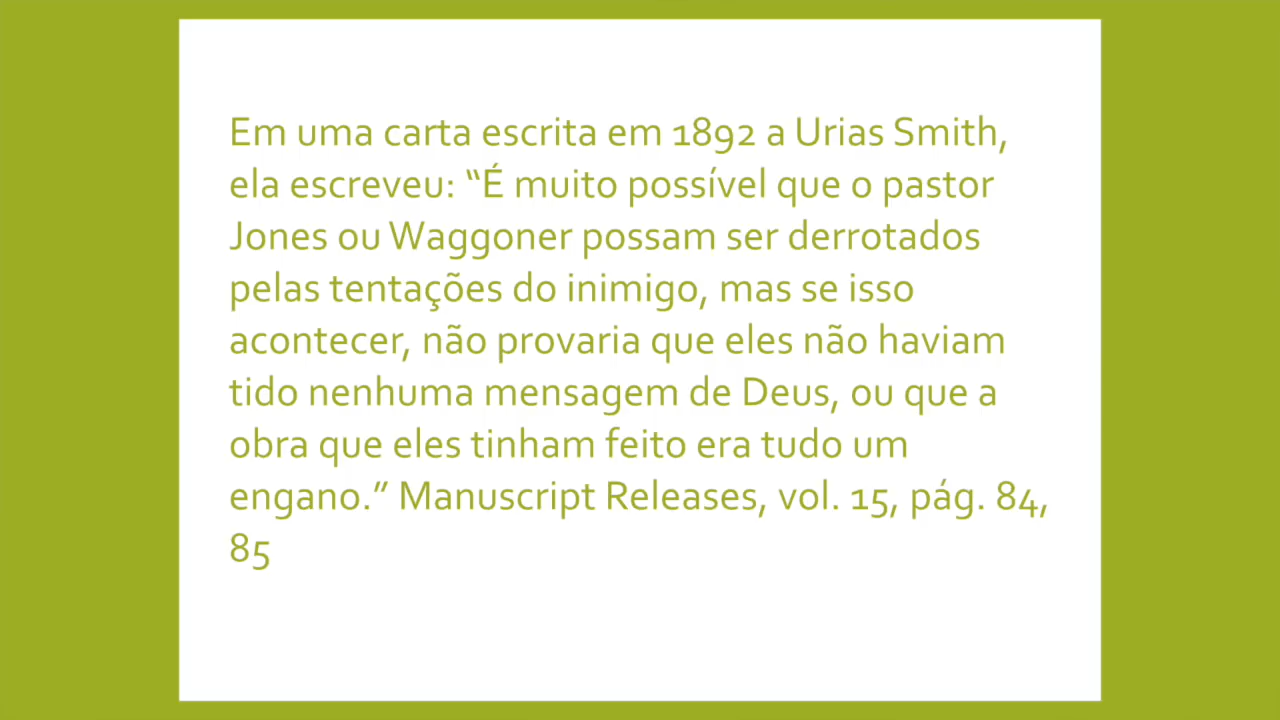 Em uma carta escrita em 1892 a Urias Smith,
ela escreveu: “É muito possível que o pastor
Jones ou Waggoner possam ser derrotados
pelas tentações do inimigo, mas se isso
acontecer, não provaria que eles não haviam
tido nenhuma mensagem de Deus, ou que a
obra que eles tinham feito era tudo um
engano.” Manuscript Releases, vol. 15, pág. 84,
85